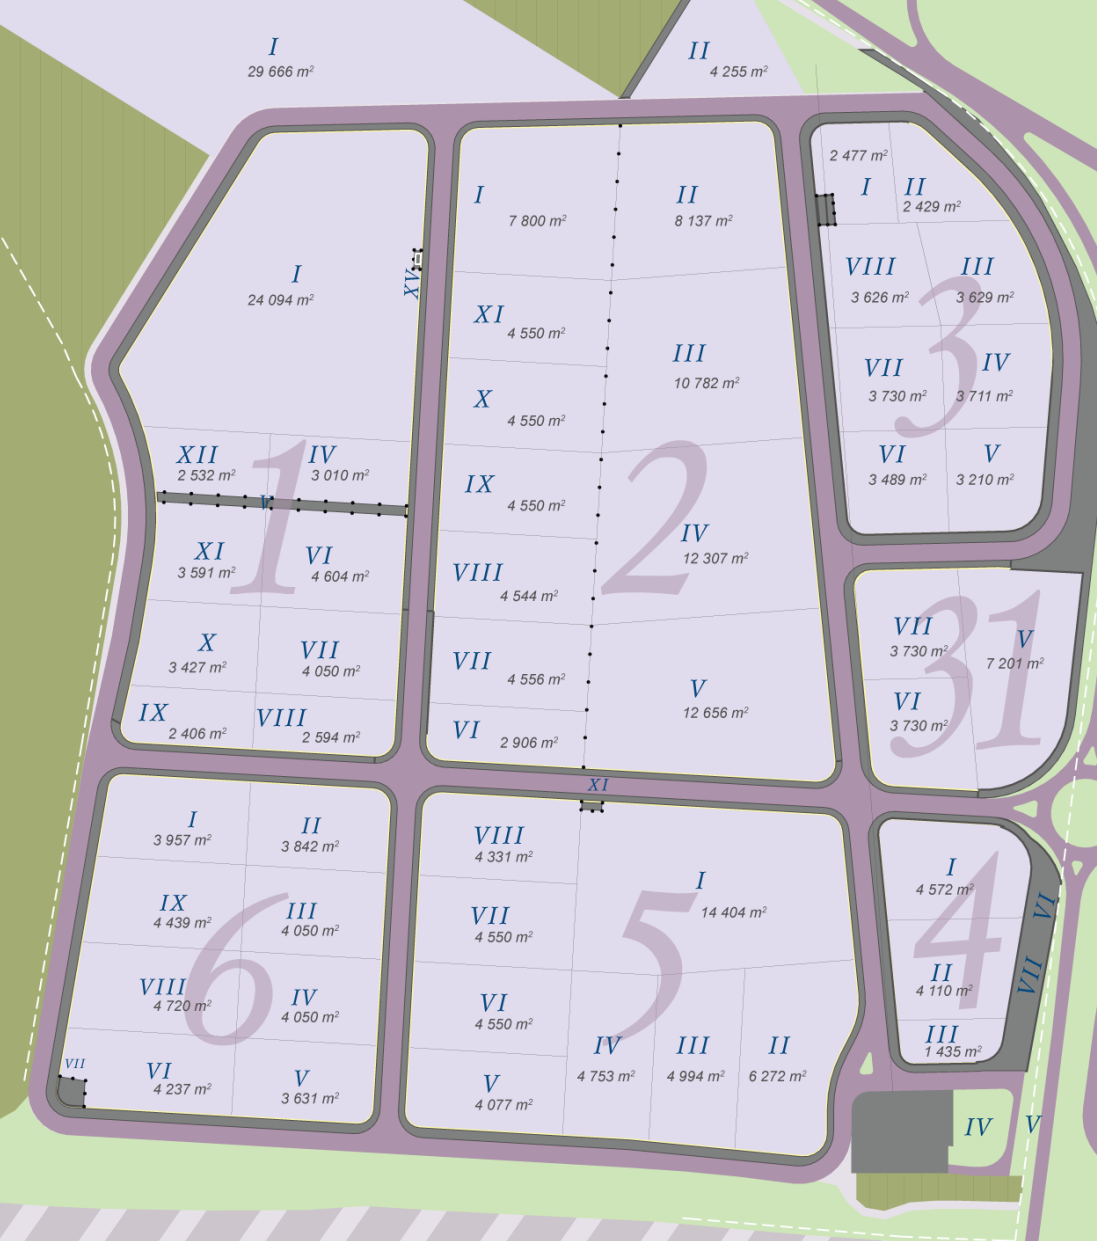 I
29 666 m²
II
4 255 m²
1
I
24 094 m²
XV
XII
2 532 m²
IV
3 010 m²
V
XI
3 591 m²
VI
4 604 m²
X
3 427 m²
VII
4 050 m²
IX
2 406 m²
VIII
2 594 m²
2
I
7 800 m²
II
8 137 m²
XI
4 550 m²
III
10 782 m²
X
4 550 m²
IX
4 550 m²
IV
12 307 m²
VIII
4 544 m²
VII
4 556 m²
V
12 656 m²
VI
2 906 m²
3
2 477 m²
I
II
2 429 m²
VIII
3 626 m²
III
3 629 m²
VII
3 730 m²
IV
3 711 m²
VI
3 489 m²
V
3 210 m²
31
VII
3 730 m²
V
7 201 m²
VI
3 730 m²
6
I
3 957 m²
II
3 842 m²
IX
4 439 m²
III
4 050 m²
VIII
4 720 m²
IV
4 050 m²
VII
VI
4 237 m²
V
3 631 m²
5
XI
VIII
4 331 m²
I
14 404 m²
VII
4 550 m²
VI
4 550 m²
IV
4 753 m²
III
4 994 m²
II
6 272 m²
V
4 077 m²
4
I
4 572 m²
VI
II
4 110 m²
VII
III
1 435 m²
IV
V